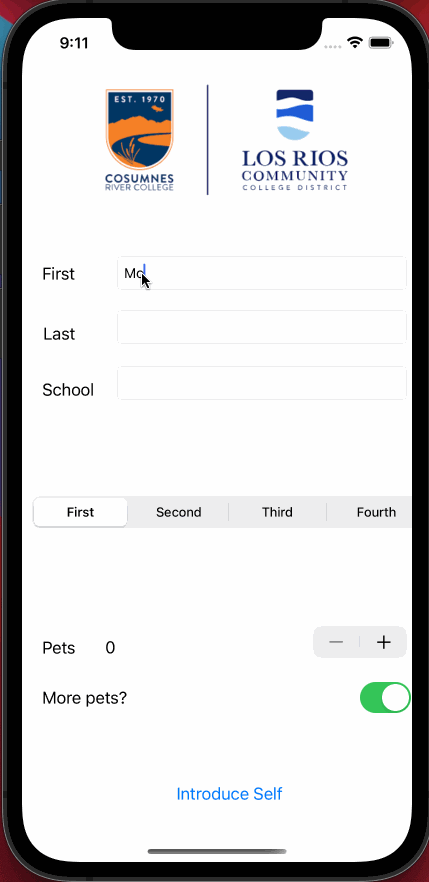 9:11
EST. 1970
COSUMNES
RIVER COLLEGE
LOS RIOS
COMMUNITY
COLLEGE DISTRICT
First
Last
School
First Second Third Fourth
Pets 0
More pets?
Introduce Self